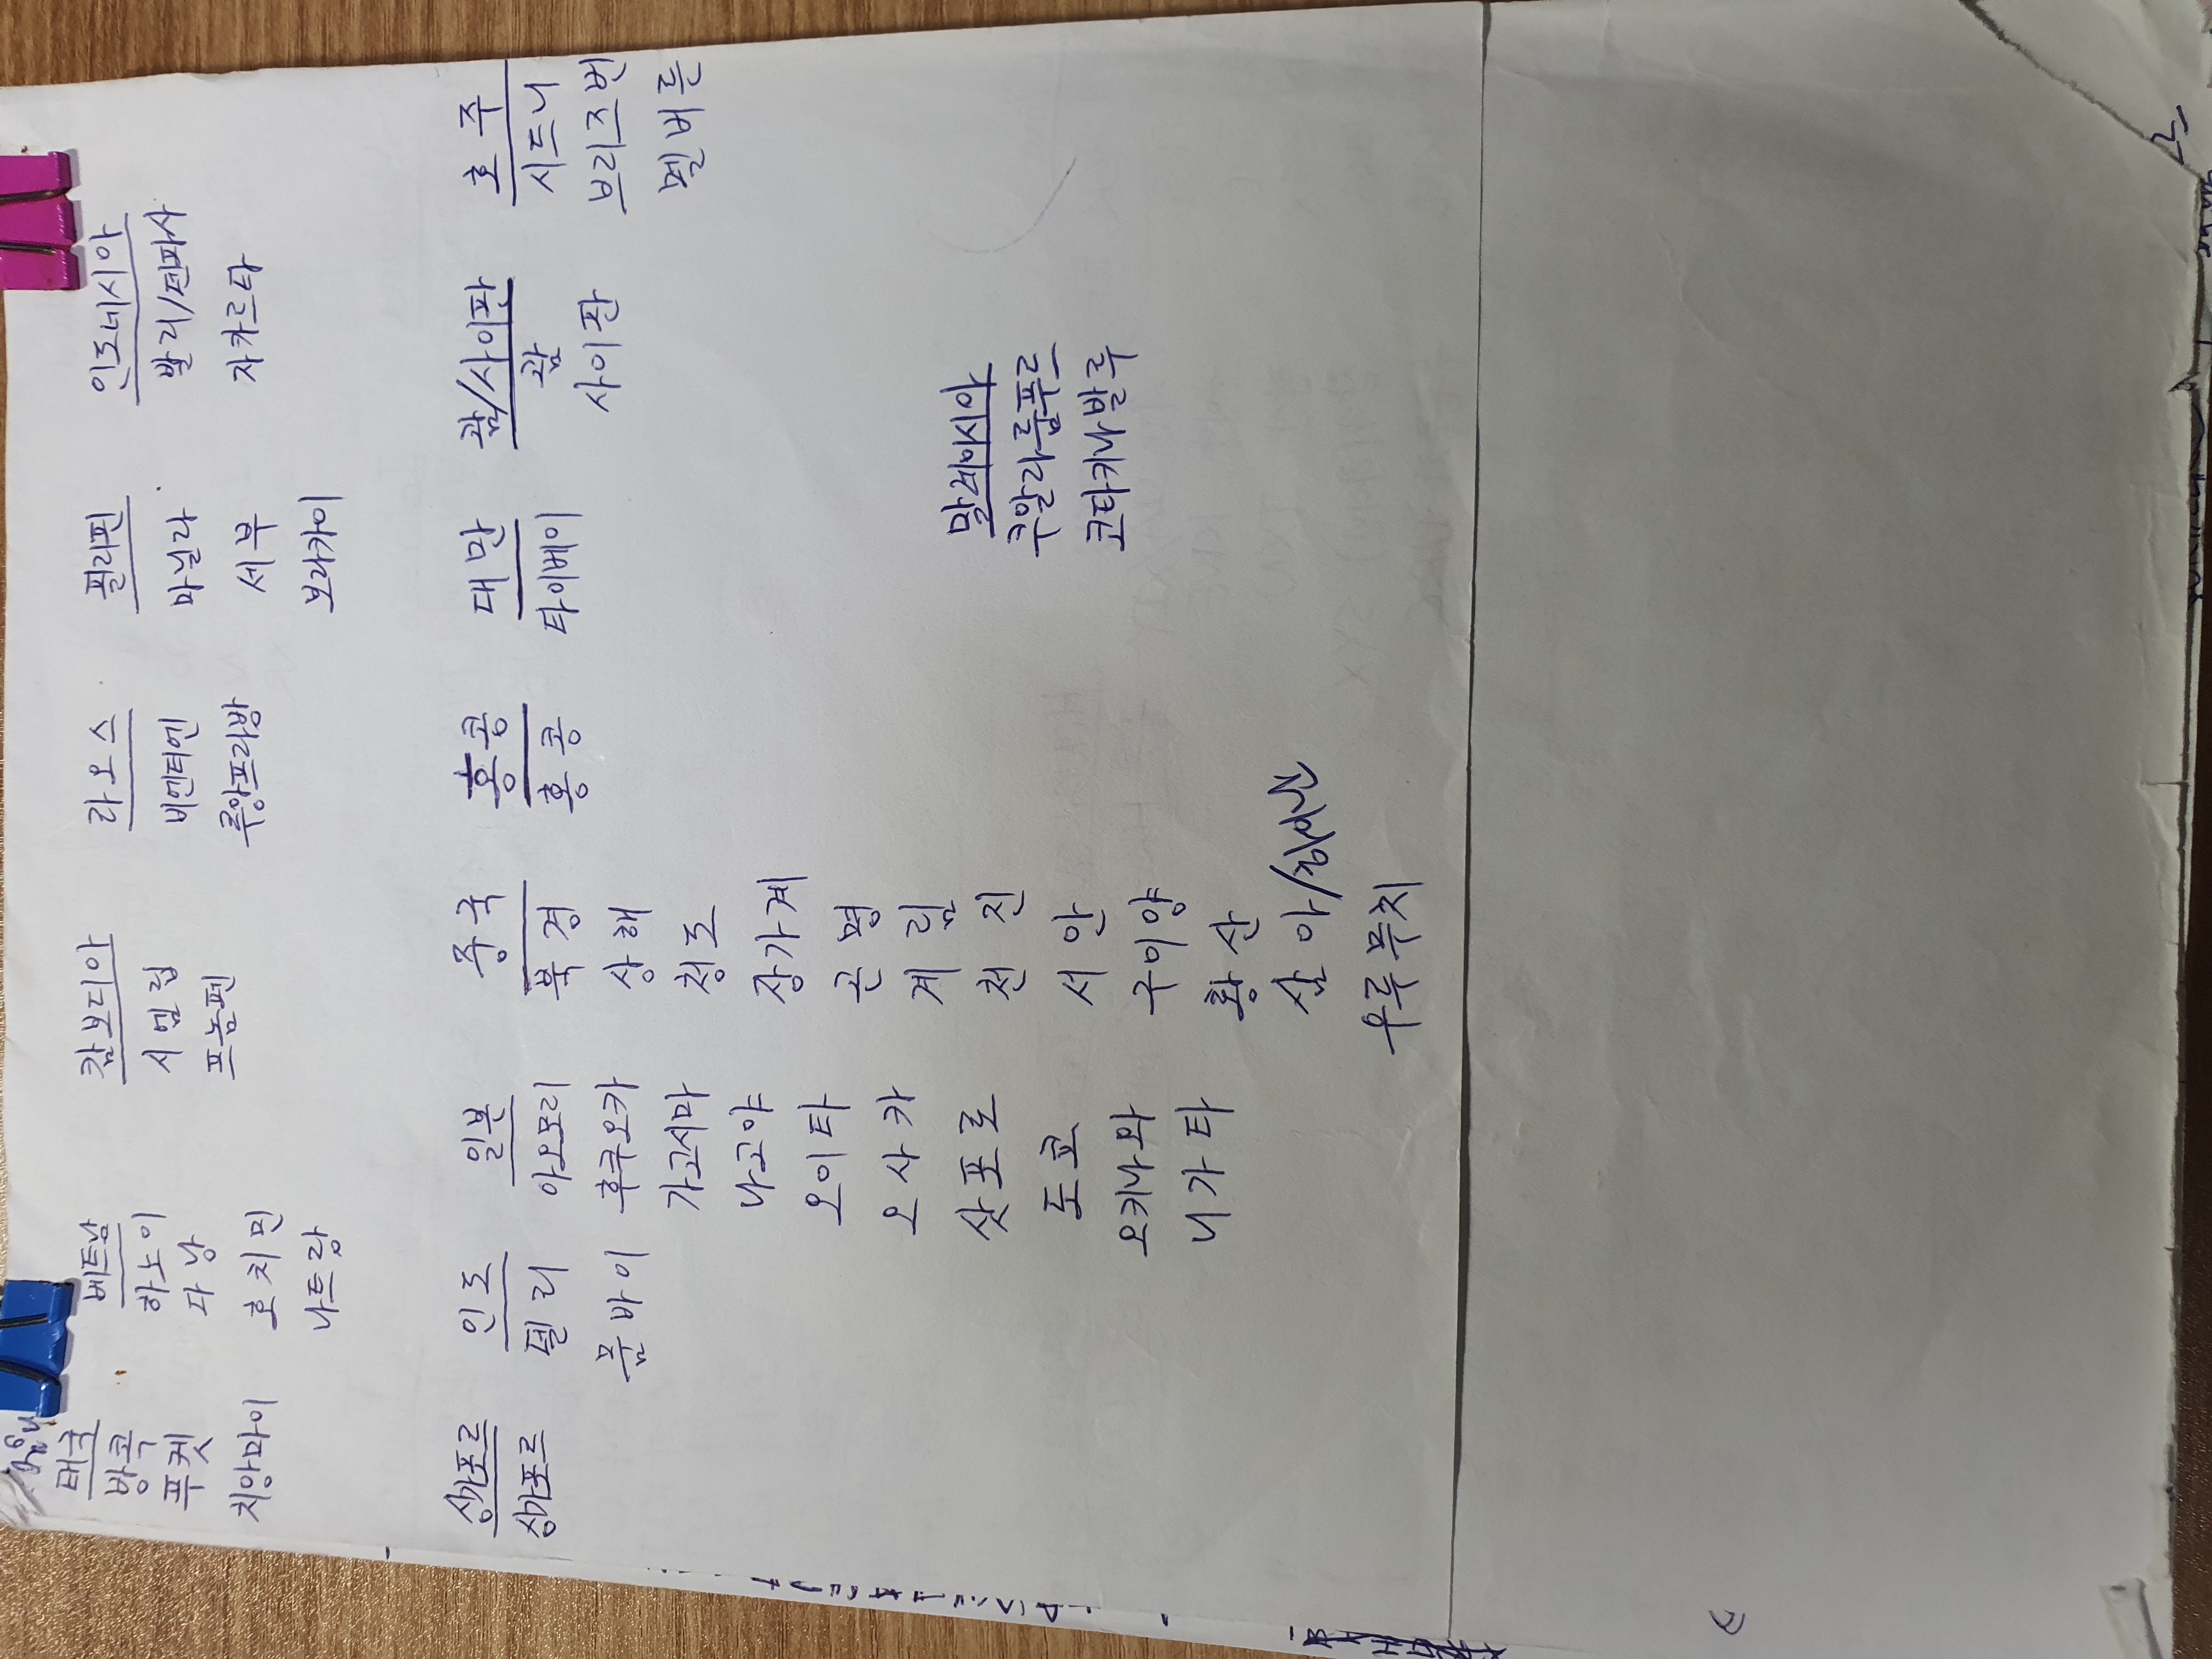 태국 베트남 캄보디아 라오스 필리핀 인도네시아
방콕 하노이 시엠립 비엔티엔 마닐라 발리/덴파사
푸켓 다낭 프놈펜 루앙프라방 세부 자카르타
치앙마이 호치민 보라카이
나트랑
싱가포르 인도 일본 중국 홍콩 대만 괌/사이판 호주
싱가포르 델리 아오모리 북경 홍콩 타이베이 괌 시드니
뭄바이 후쿠오카 상해 사이판 브리즈번
가고시마 청도 멜버른
나고야 장가계
오이타 곤명
오사카 계림
삿포로 천진
도쿄 서안
오키나와 구이양
니가타 황산
삼아/하이난
우루무치
말레이시아
쿠알라룸푸르
코타키나발루